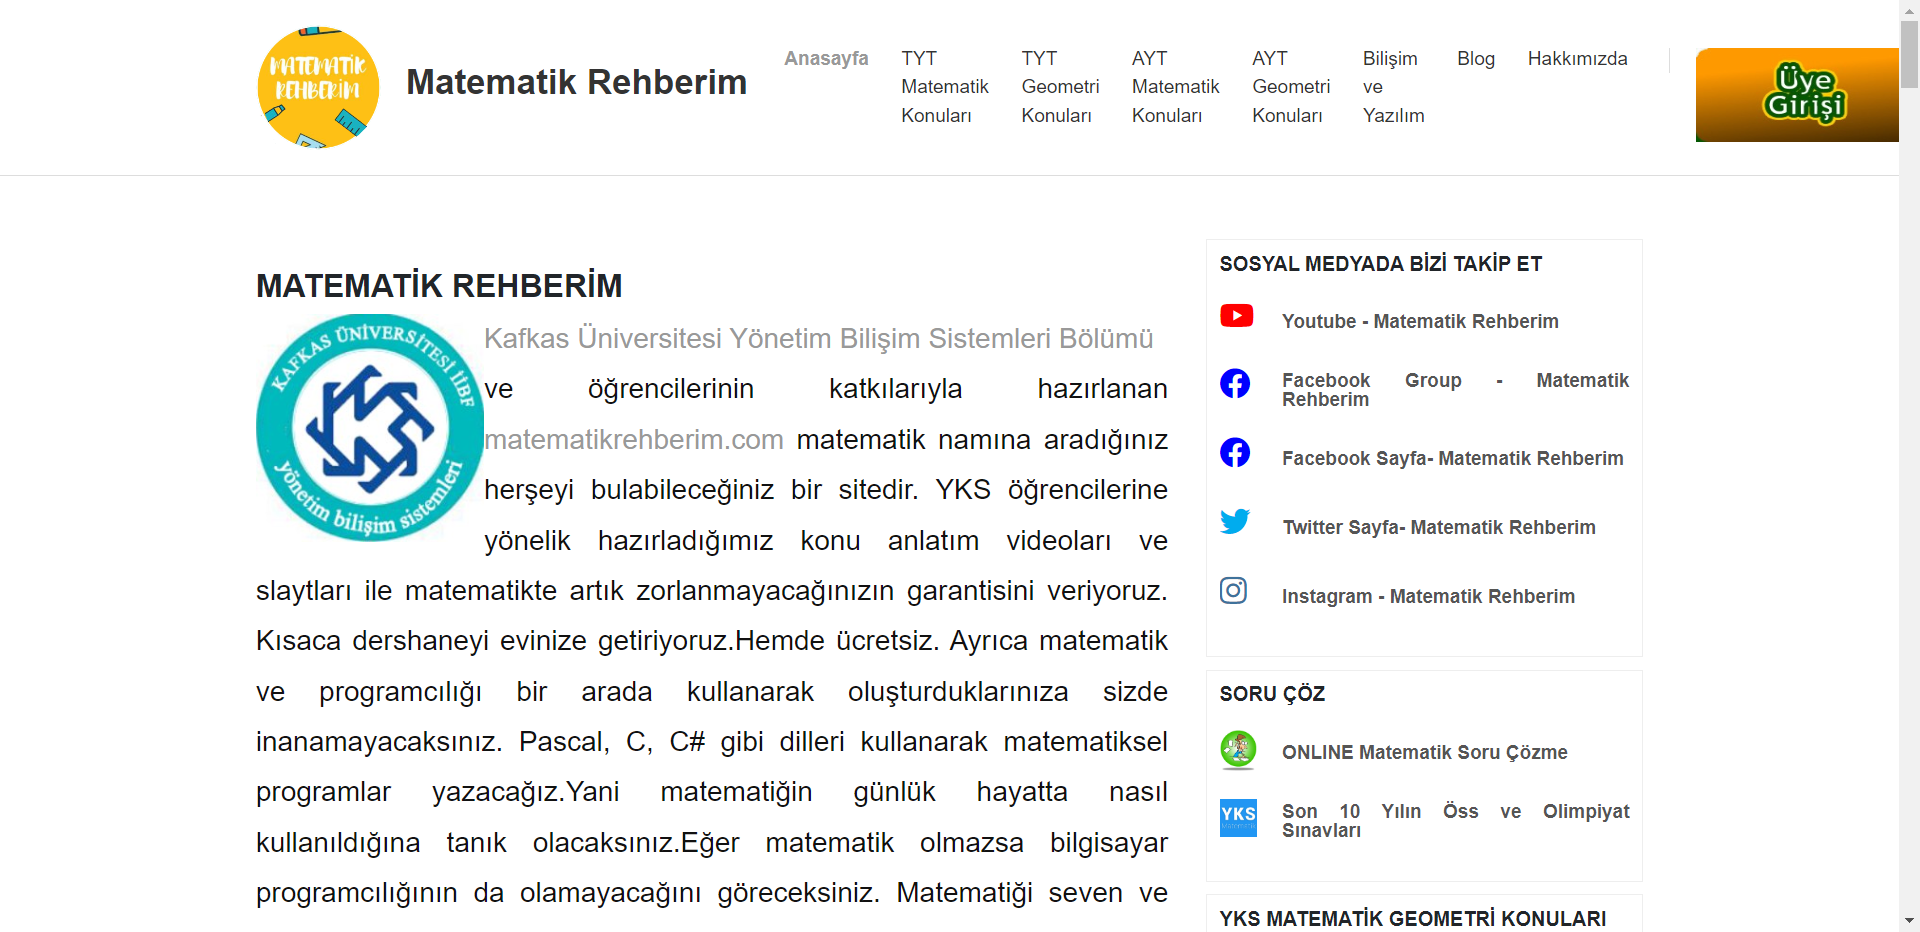 MATEMATİK
REHBERİM
Matematik Rehberim
Anasayfa
TYT
Matematik
Konuları
TYT
Geometri
Konuları
AYT
Matematik
Konuları
AYT
Geometri
Konuları
Bilişim
ve
Yazılım
Blog
Hakkımızda
Üye
Girişi
MATEMATİK REHBERİM
KAFKAS ÜNİVERSİTESİ İİBF
yönetim bilişim sistemleri
Kafkas Üniversitesi Yönetim Bilişim Sistemleri Bölümü
ve öğrencilerinin katkılarıyla hazırlanan
matematikrehberim.com matematik namına aradığınız
herşeyi bulabileceğiniz bir sitedir. YKS öğrencilerine
yönelik hazırladığımız konu anlatım videoları ve
slaytları ile matematikte artık zorlanmayacağınızın garantisini veriyoruz.
Kısaca dershaneyi evinize getiriyoruz.Hemde ücretsiz. Ayrıca matematik
ve programcılığı bir arada kullanarak oluşturduklarınıza sizde
inanamayacaksınız. Pascal, C, C# gibi dilleri kullanarak matematiksel
programlar yazacağız.Yani matematiğin günlük hayatta nasıl
kullanıldığına tanık olacaksınız.Eğer matematik olmazsa bilgisayar
programcılığının da olamayacağını göreceksiniz. Matematiği seven ve
SOSYAL MEDYADA BİZİ TAKİP ET
Youtube - Matematik Rehberim
Facebook Group - Matematik
Rehberim
Facebook Sayfa- Matematik Rehberim
Twitter Sayfa- Matematik Rehberim
Instagram - Matematik Rehberim
SORU ÇÖZ
ONLINE Matematik Soru Çözme
YKS
Matematik
Son 10 Yılın Öss ve Olimpiyat
Sınavları
YKS MATEMATİK GEOMETRİ KONULARI